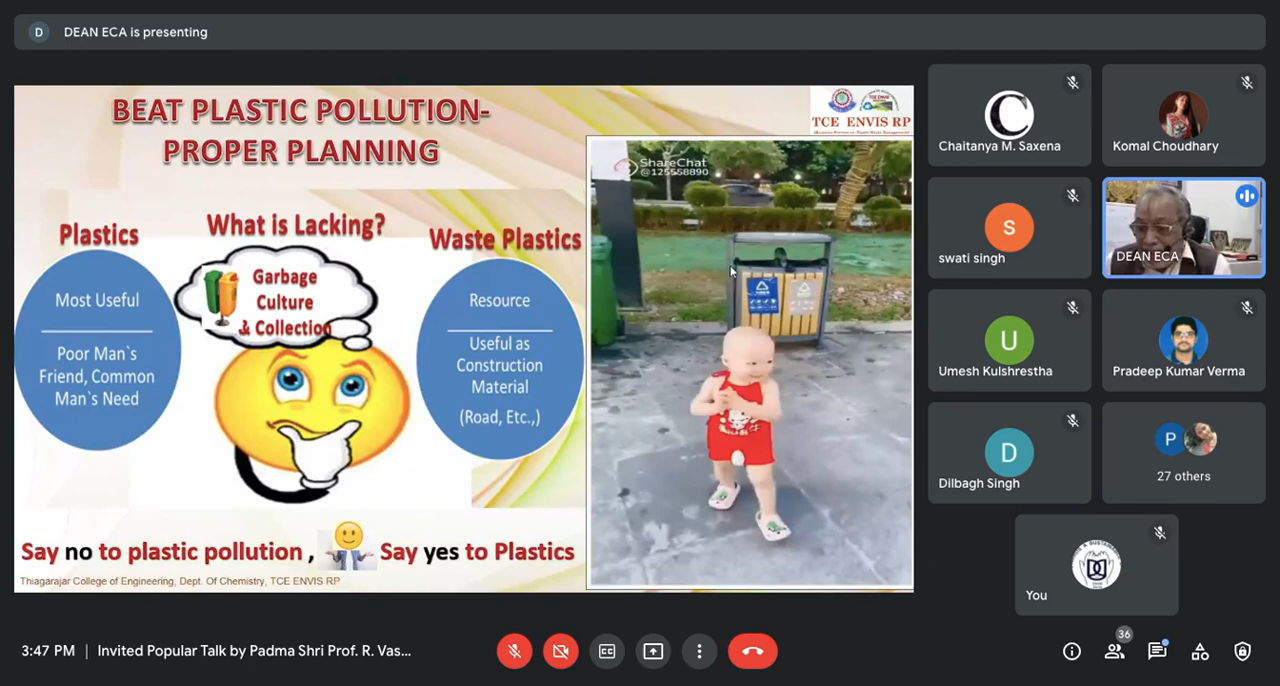 D
DEAN ECA is presenting
BEAT PLASTIC POLLUTION-
PROPER PLANNING
TCE ENVIS RP
Plastics
Most Useful
Poor Man`s
Friend, Common
Man`s Need
What is Lacking?
Garbage
Culture
& Collection
Waste Plastics
Resource
Useful as
Construction
Material
(Road, Etc.,)
ShareChat
@125558890
Say no to plastic pollution ,
Say yes to Plastics
Thiagarajar College of Engineering, Dept. Of Chemistry, TCE ENVIS RP
C
Chaitanya M. Saxena
Komal Choudhary
s
swati singh
DEAN ECA
U
Umesh Kulshrestha
Pradeep Kumar Verma
D
Dilbagh Singh
P
27 others
You
3:47 PM | Invited Popular Talk by Padma Shri Prof. R. Vas...
CC
36